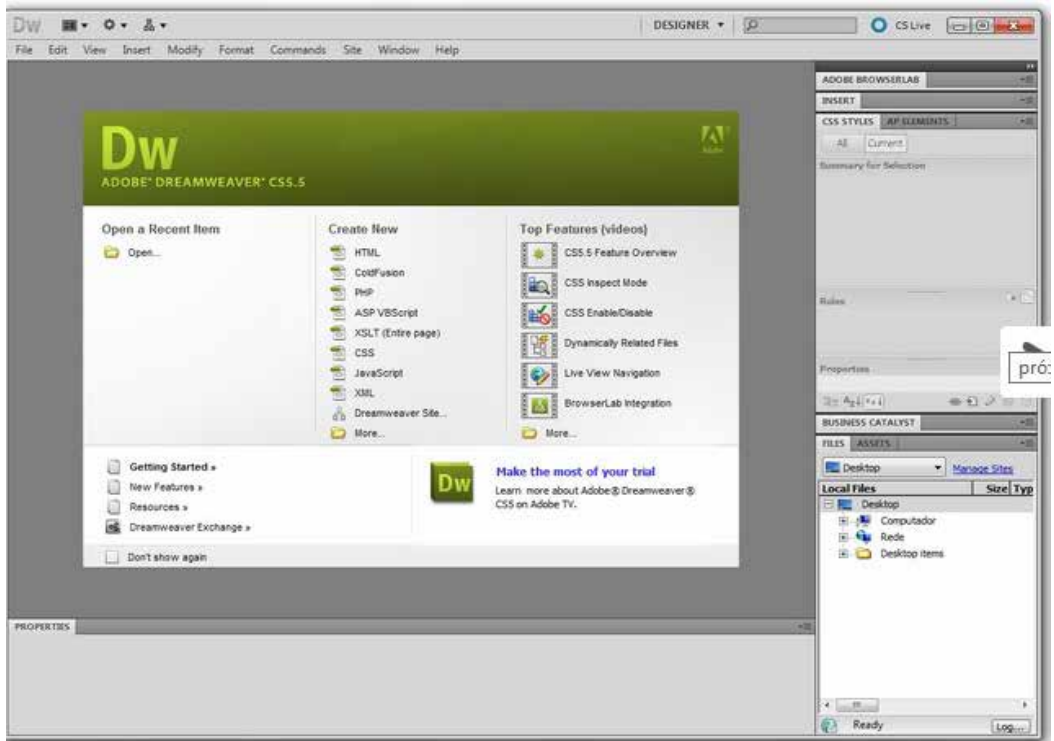 Dw DESIGNER CS Live
File Edit View Insert Modify Format Commands Site Window Help
Dw
ADOBE® DREAMWEAVER® CS5.5
Adobe
Open a Recent Item
Open...
Create New
HTML
ColdFusion
PHP
ASP VBScript
XSLT (Entire page)
CSS
JavaScript
XML
Dreamweaver Site...
More...
Top Features (videos)
CS5.5 Feature Overview
CSS Inspect Mode
CSS Enable/Disable
Dynamically Related Files
Live View Navigation
BrowserLab Integration
More...
Getting Started »
New Features »
Resources »
Dreamweaver Exchange »
Don't show again
Dw
Make the most of your trial
Learn more about Adobe® Dreamweaver®
CS5 on Adobe TV.
PROPERTIES
ADOBE BROWSERLAB
INSERT
CSS STYLES AP ELEMENTS
All Current
Summary for Selection
Rules
Properties
BUSINESS CATALYST
FILES ASSETS
Desktop Manage Sites
Local Files Size Typ
Desktop
Computador
Rede
Desktop items
Ready Log...